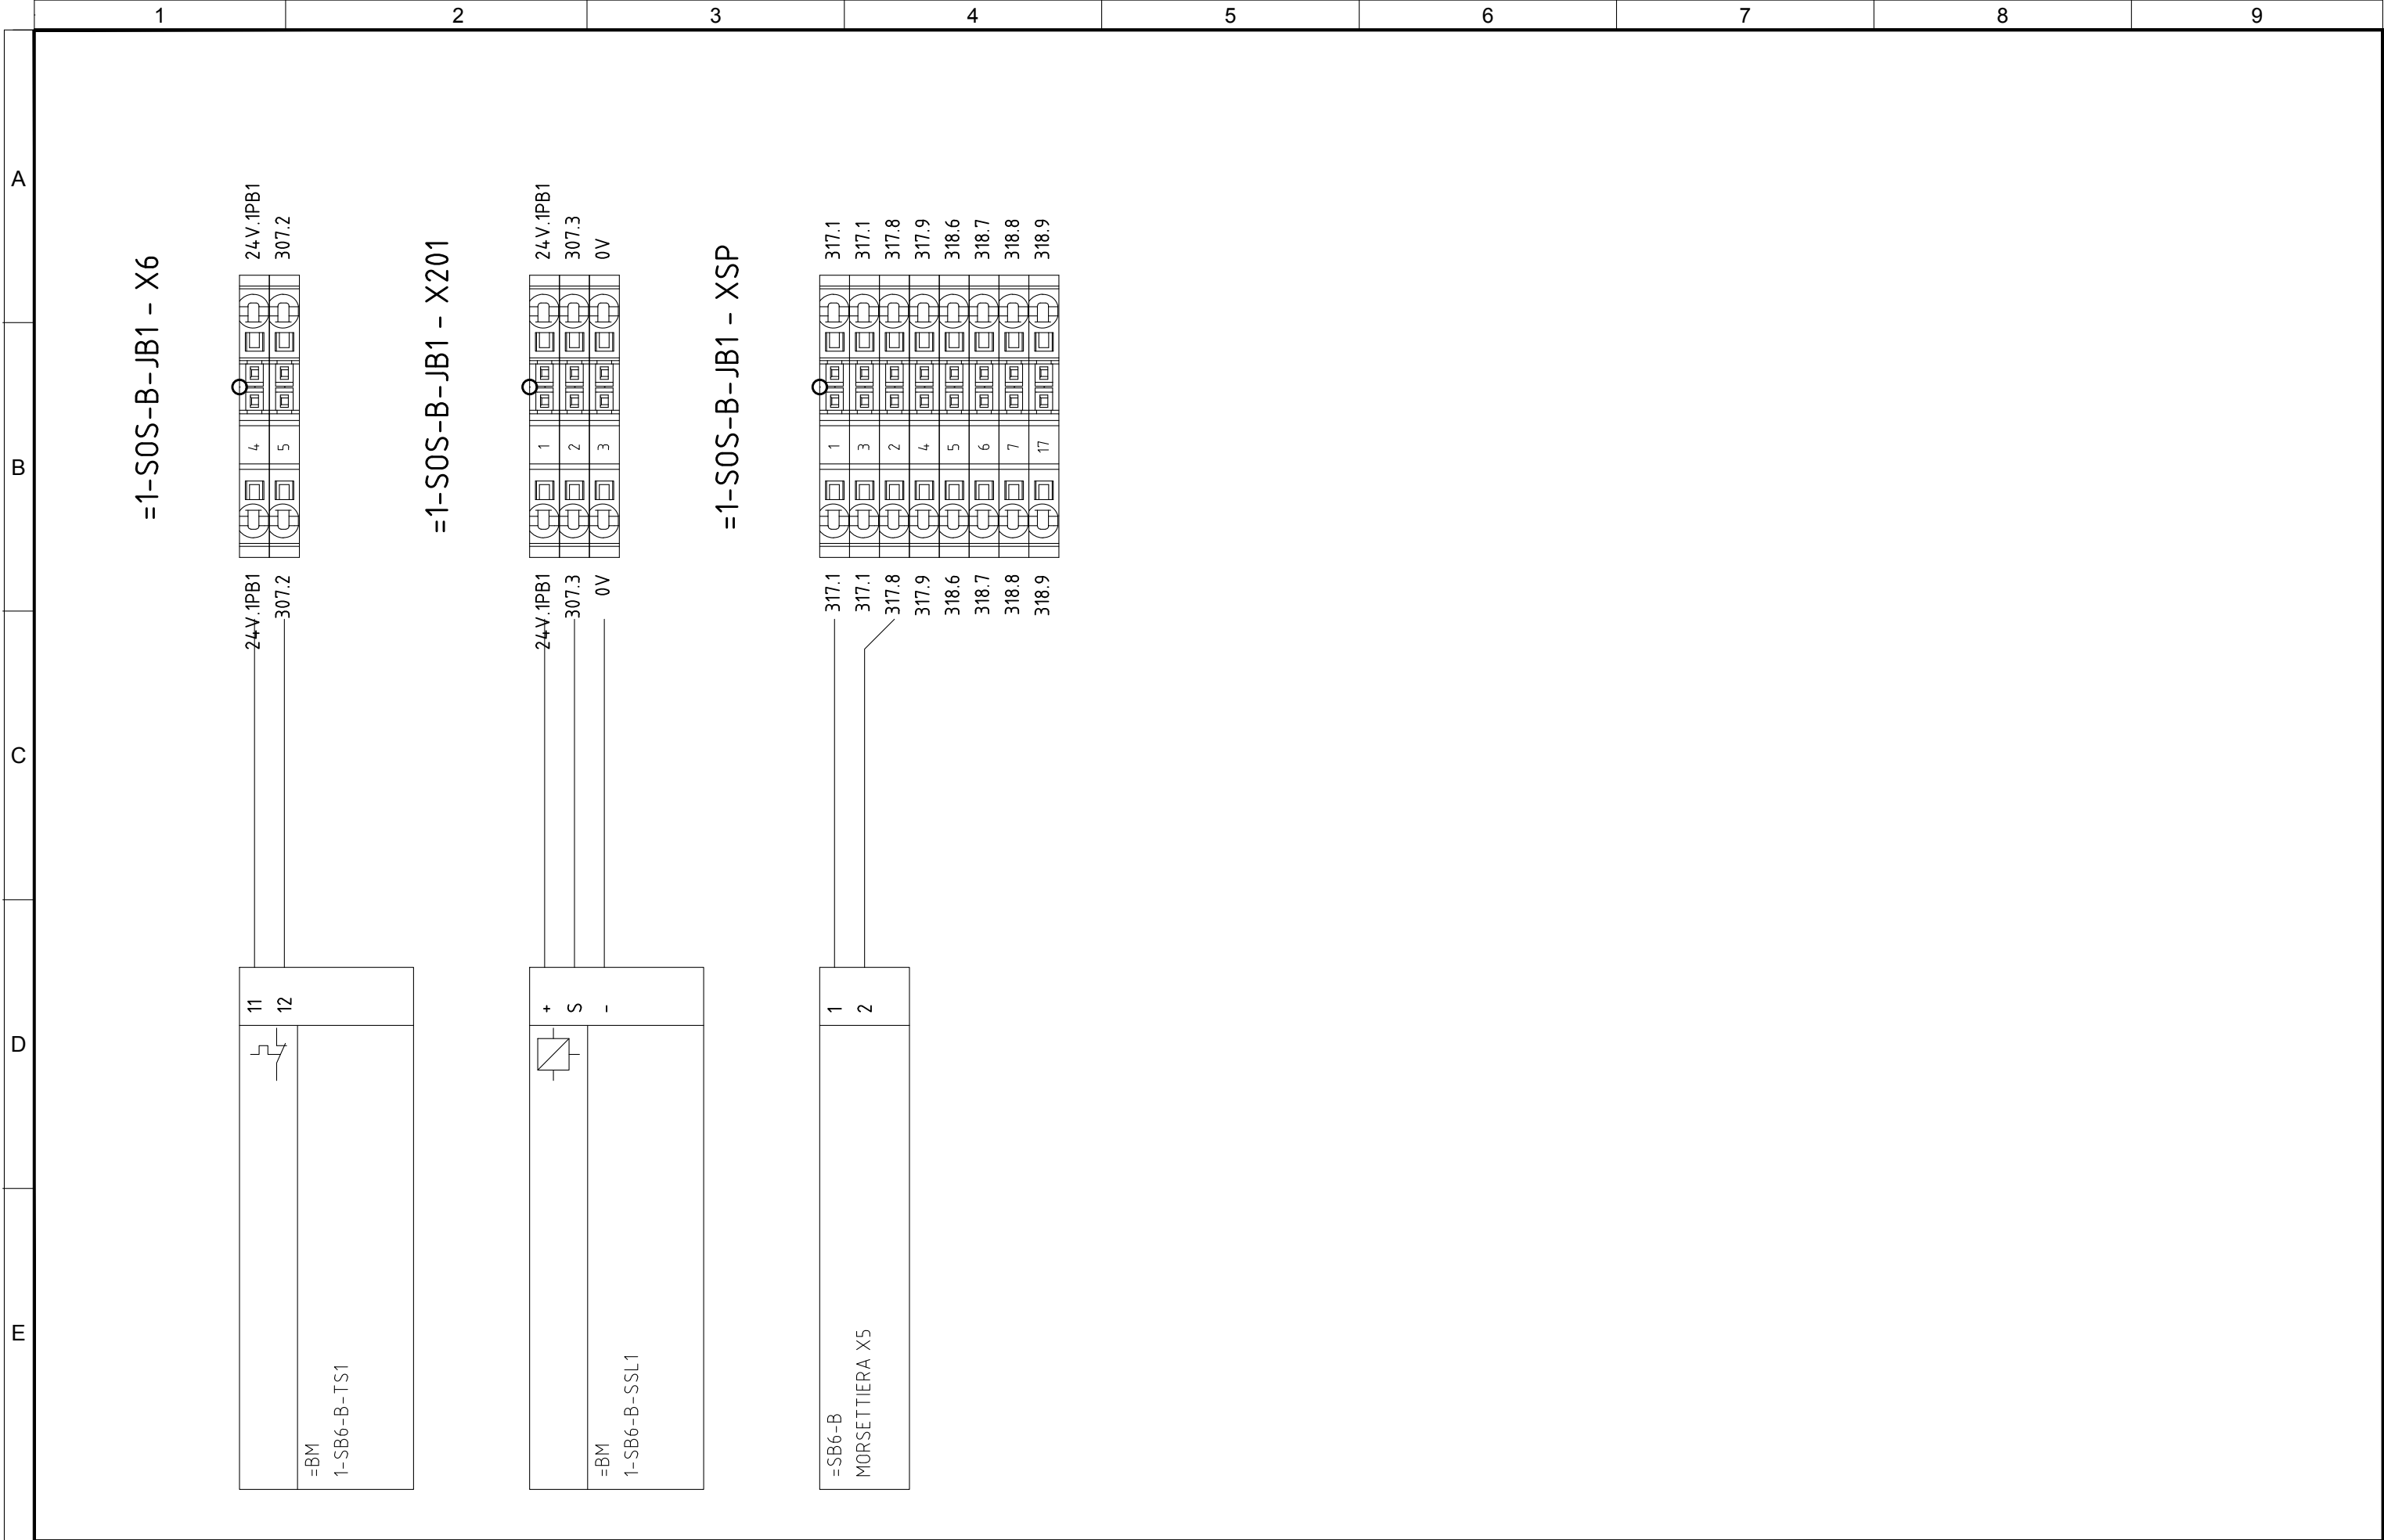 1 2 3 4 5 6 7 8 9
A
B
C
D
E
=1-SOS-B-JB1 - X6
24V.1PB1
307.2
4
5
24V.1PB1
307.2
11
12
=BM
1-SB6-B-TS1
=1-SOS-B-JB1 - X201
24V.1PB1
307.3
0V
1
2
3
24V.1PB1
307.3
0V
+
S
-
=BM
1-SB6-B-SSL1
=1-SOS-B-JB1 - XSP
317.1
317.1
317.8
317.9
318.6
318.7
318.8
318.9
1
3
2
4
5
6
7
17
317.1
317.1
317.8
317.9
318.6
318.7
318.8
318.9
1
2
=SB6-B
MORSETTIERA X5